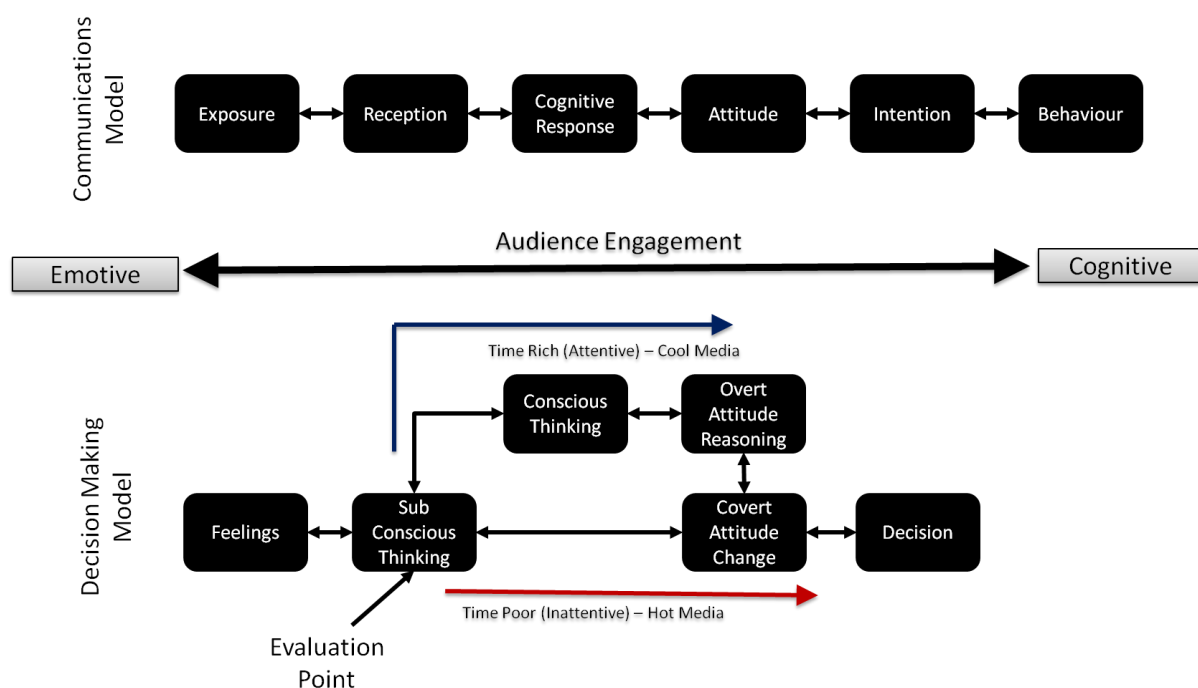 Communications
Model
Exposure
Reception
Cognitive
Response
Attitude
Intention
Behaviour
Audience Engagement
Emotive
Cognitive
Time Rich (Attentive) – Cool Media
Decision Making
Model
Conscious
Thinking
Overt
Attitude
Reasoning
Feelings
Sub
Conscious
Thinking
Covert
Attitude
Change
Decision
Time Poor (Inattentive) – Hot Media
Evaluation
Point